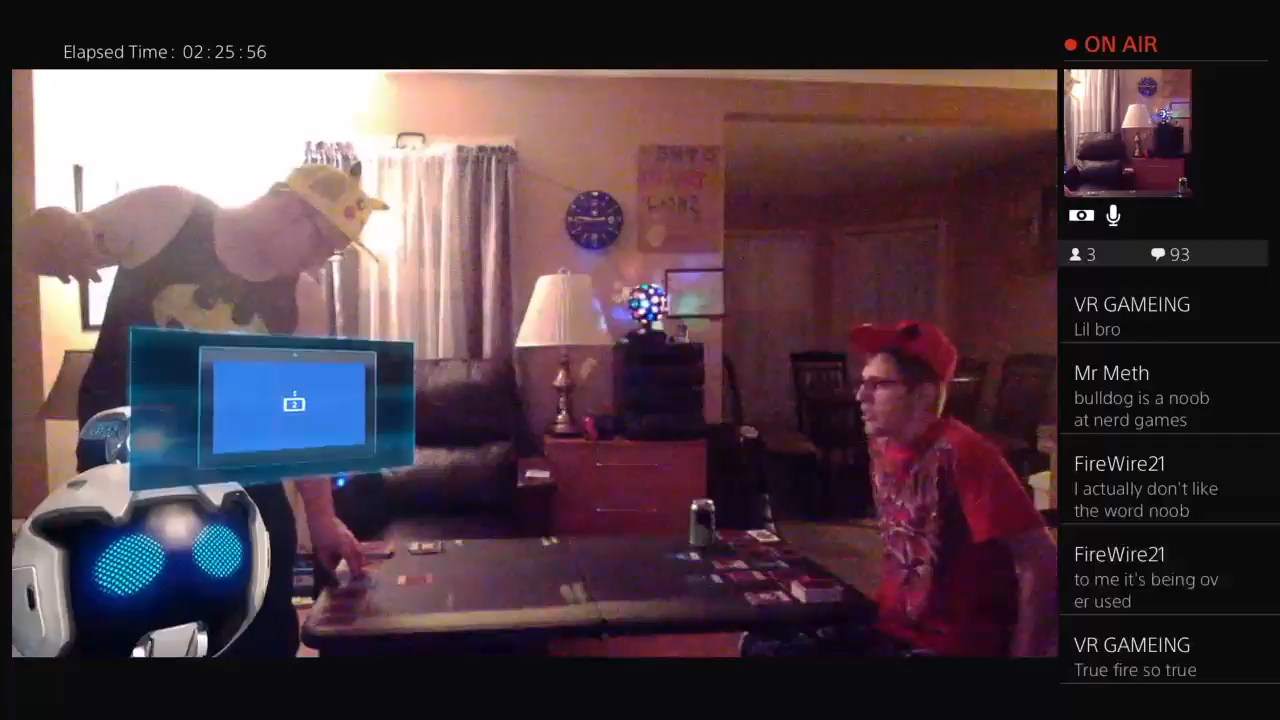 Elapsed Time: 02:25:56
ON AIR
3
93
VR GAMEING
Lil bro
Mr Meth
bulldog is a noob
at nerd games
FireWire21
I actually don't like
the word noob
FireWire21
to me it's being ov
er used
VR GAMEING
True fire so true
2